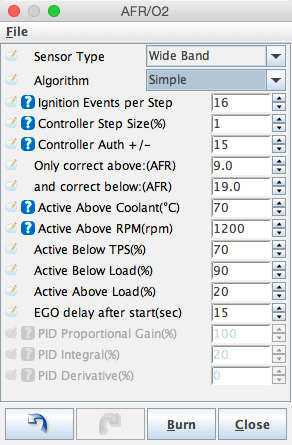 AFR/O2
File
Sensor Type Wide Band
Algorithm Simple
Ignition Events per Step 16
Controller Step Size(%) 1
Controller Auth +/- 15
Only correct above:(AFR) 9.0
and correct below:(AFR) 19.0
Active Above Coolant(°C) 70
Active Above RPM(rpm) 1200
Active Below TPS(%) 70
Active Below Load(%) 90
Active Above Load(%) 20
EGO delay after start(sec) 15
PID Proportional Gain(%) 100
PID Integral(%) 20
PID Derivative(%) 0
Burn Close